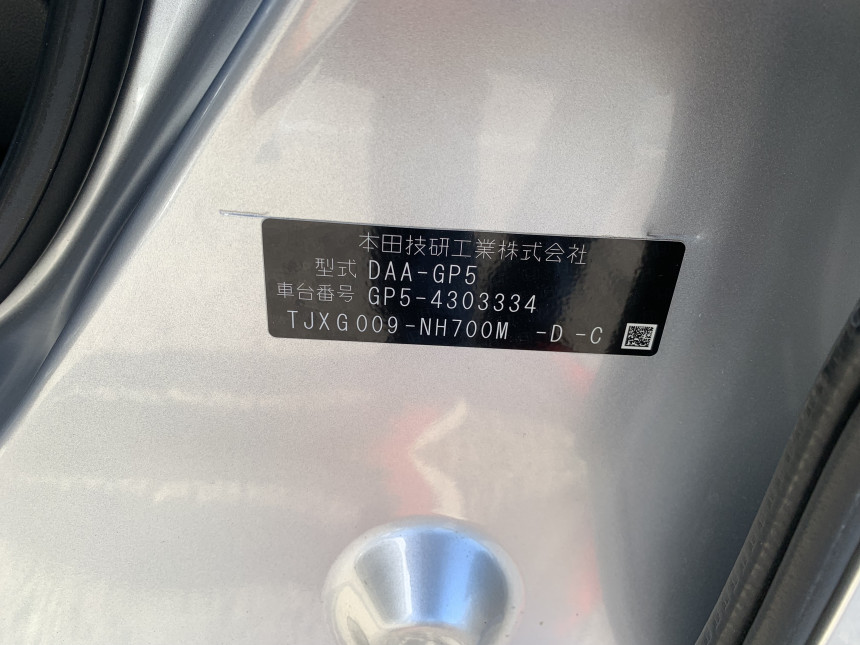 本田技研工業株式会社
型式 DAA-GP5
車台番号 GP5-4303334
TJXG009-NH700M -D-C